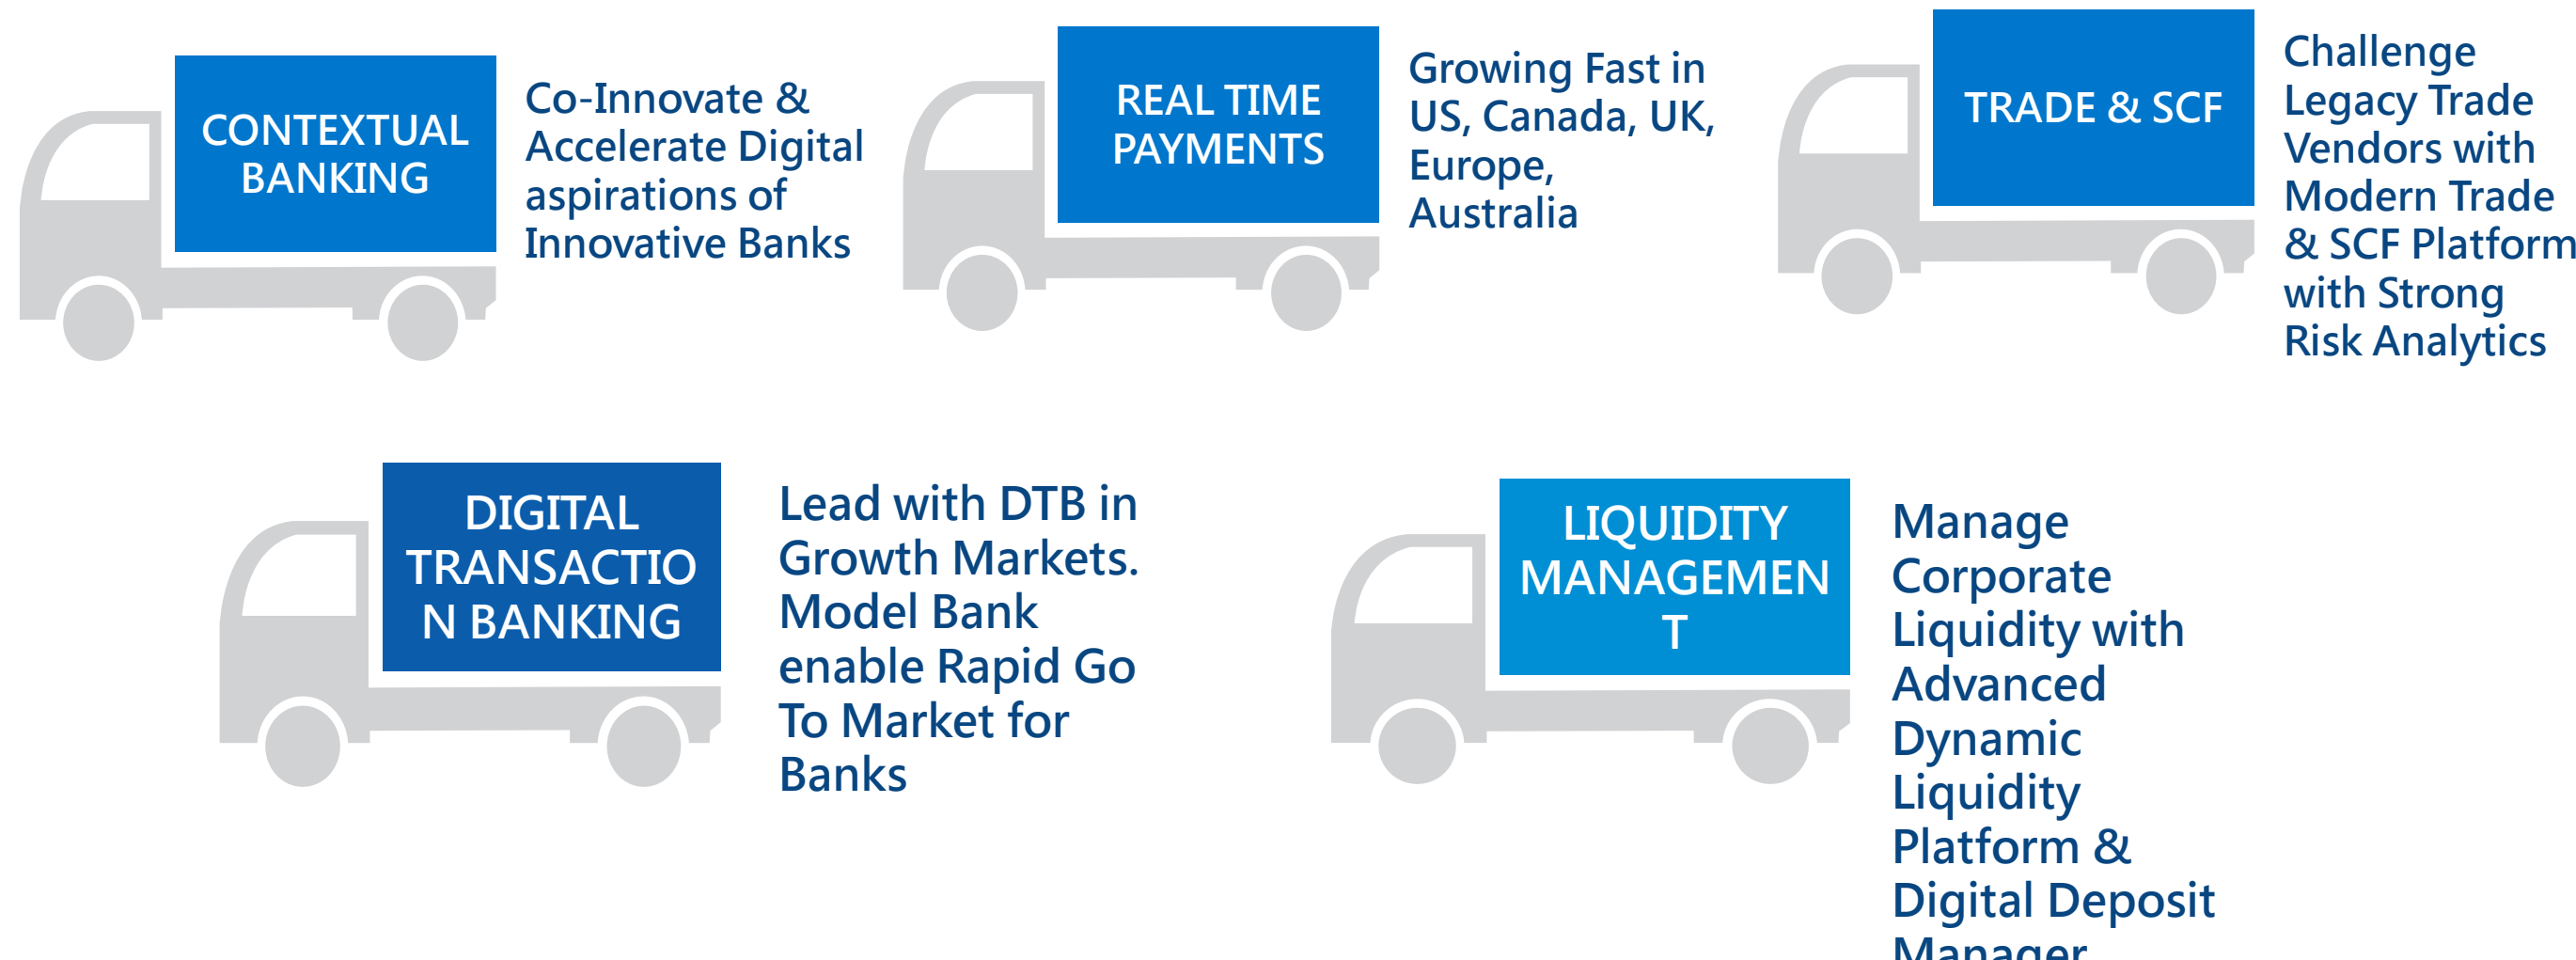 CONTEXTUAL
BANKING
Co-Innovate &
Accelerate Digital
aspirations of
Innovative Banks
REAL TIME
PAYMENTS
Growing Fast in
US, Canada, UK,
Europe,
Australia
TRADE & SCF
Challenge
Legacy Trade
Vendors with
Modern Trade
& SCF Platform
with Strong
Risk Analytics
DIGITAL
TRANSACTIO
N BANKING
Lead with DTB in
Growth Markets.
Model Bank
enable Rapid Go
To Market for
Banks
LIQUIDITY
MANAGEMEN
T
Manage
Corporate
Liquidity with
Advanced
Dynamic
Liquidity
Platform &
Digital Deposit
Manager